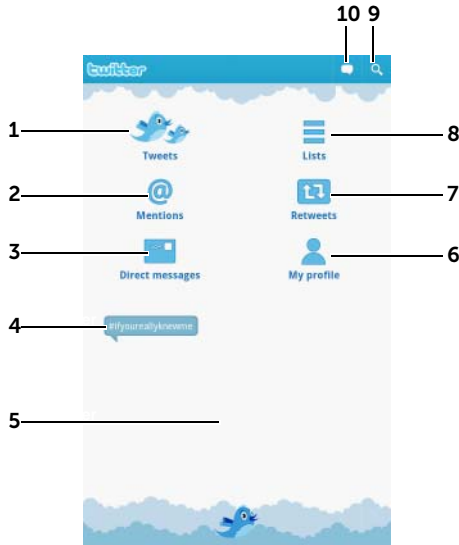 10 9
twitter
1
8
Tweets
Lists
2
@
7
Mentions
Retweets
3
6
Direct messages
My profile
4
#ifyoureallyknewme
5